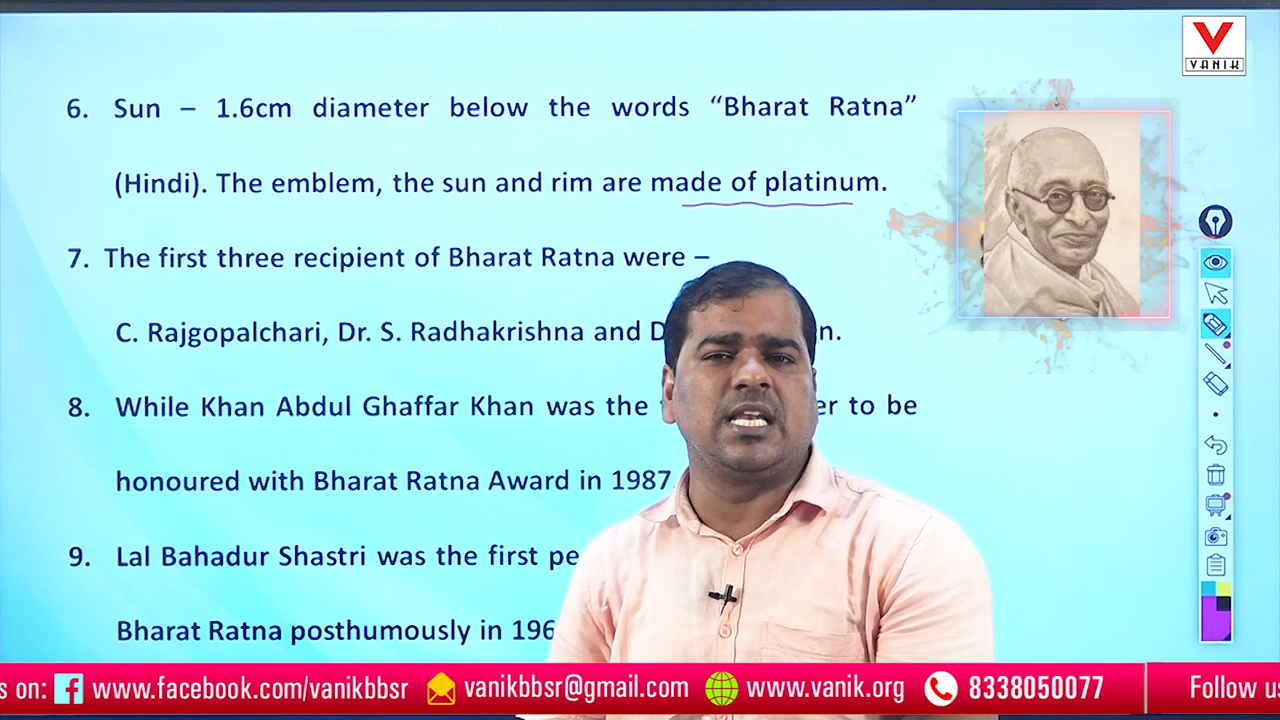 VANIK
6. Sun – 1.6cm diameter below the words “Bharat Ratna”
(Hindi). The emblem, the sun and rim are made of platinum.
7. The first three recipient of Bharat Ratna were –
C. Rajgopalchari, Dr. S. Radhakrishna and
8. While Khan Abdul Ghaffar Khan was the to be
honoured with Bharat Ratna Award in 1987
9. Lal Bahadur Shastri was the first
Bharat Ratna posthumously in
s on: www.facebook.com/vanikbbsr vanikbbsr@gmail.com www.vanik.org 8338050077 Follow us